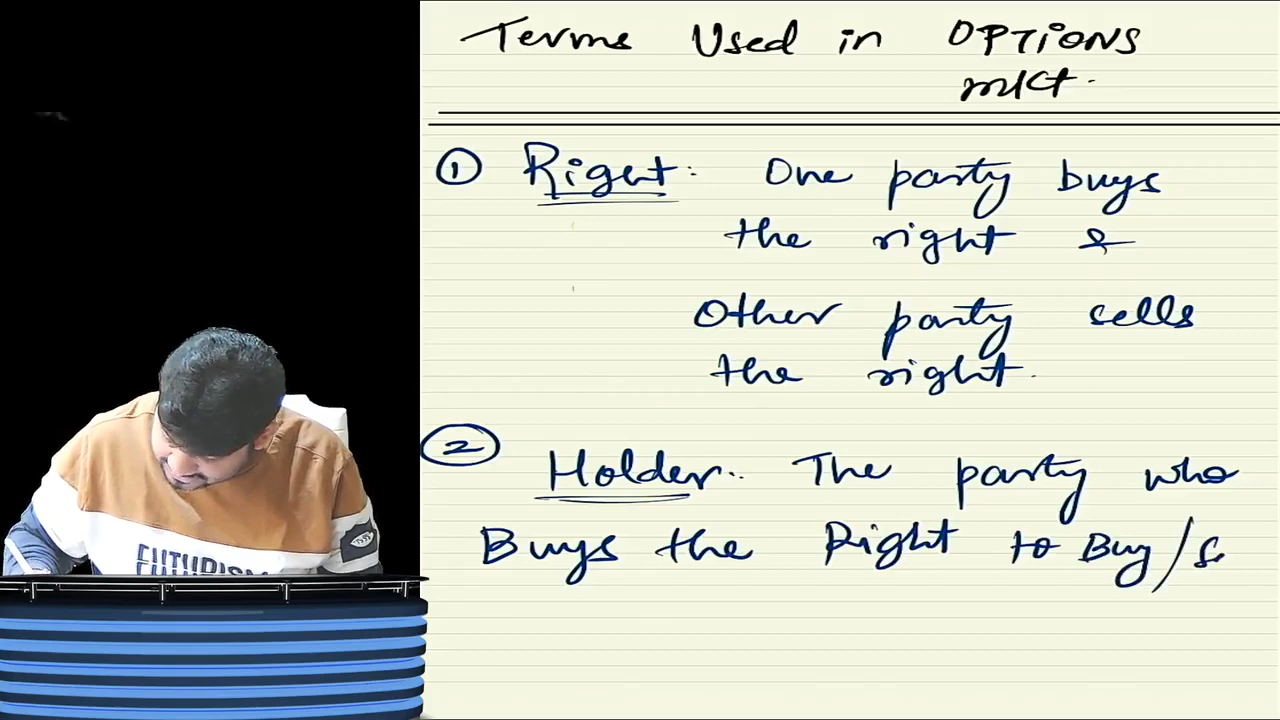 Terms Used in OPTIONS
mkt.
① Right: One party buys
the right &
Other party sells
the right.
② Holder: The party who
Buys the Right to Buy/Se
FUTURISM